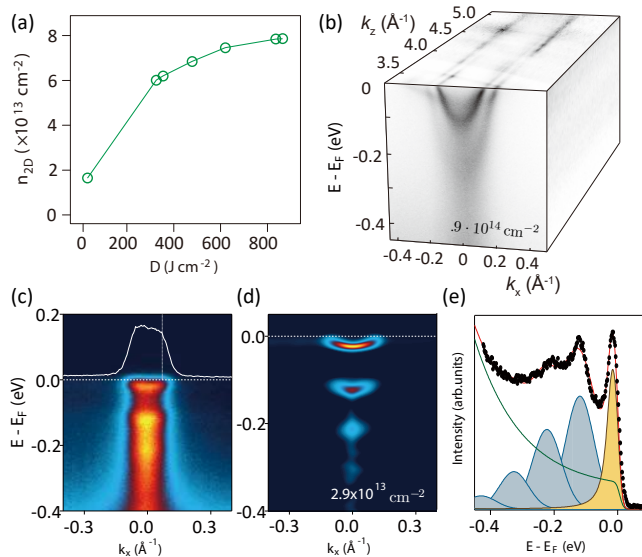 (a)
8
6
4
2
0
n2D (×10^13 cm^-2)
0
200
400
600
800
D (J cm^-2)
(b)
kz (Å^-1)
5.0
4.5
4.0
3.5
0
-0.2
-0.4
E - EF (eV)
.9 · 10^14 cm^-2
-0.4
-0.2
0
0.2
0.4
kx (Å^-1)
(c)
0.2
0.0
-0.2
-0.4
E - EF (eV)
-0.3
0.0
0.3
kx (Å^-1)
(d)
0.0
-0.2
-0.4
2.9x10^13 cm^-2
-0.3
0.0
0.3
kx (Å^-1)
(e)
Intensity (arb.units)
-0.4
-0.2
0.0
E - EF (eV)